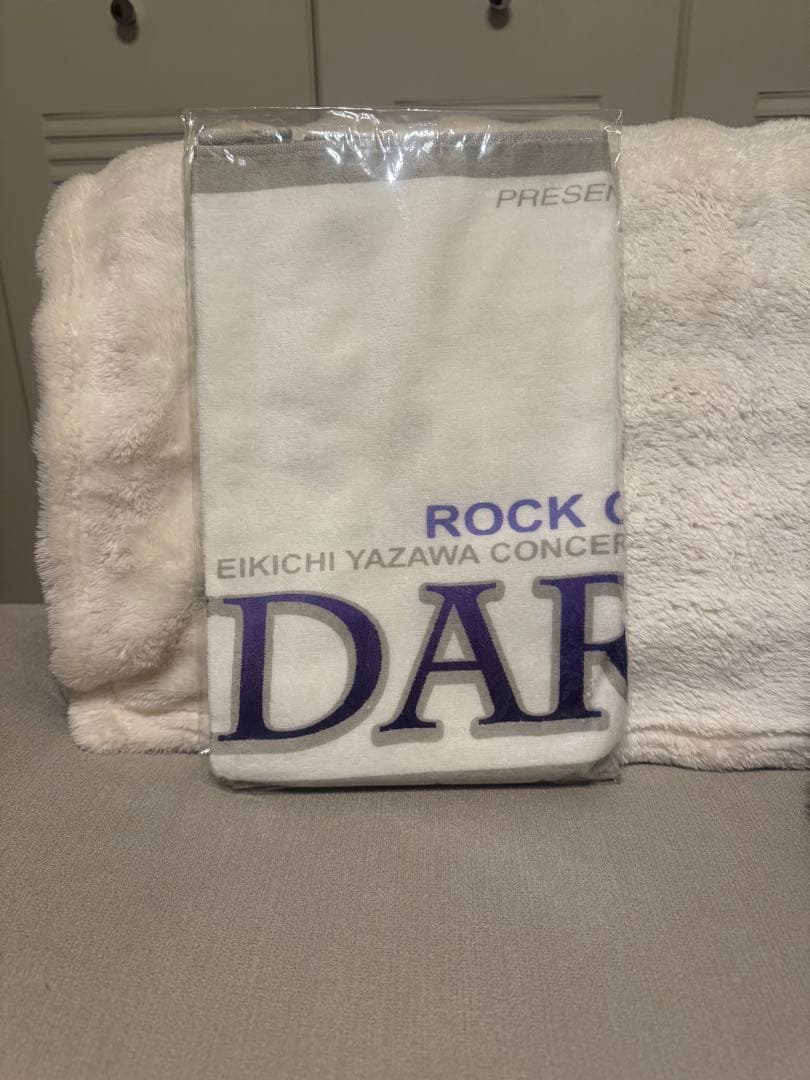 PRESEN
ROCK
EIKICHI YAZAWA CONCER
DAR